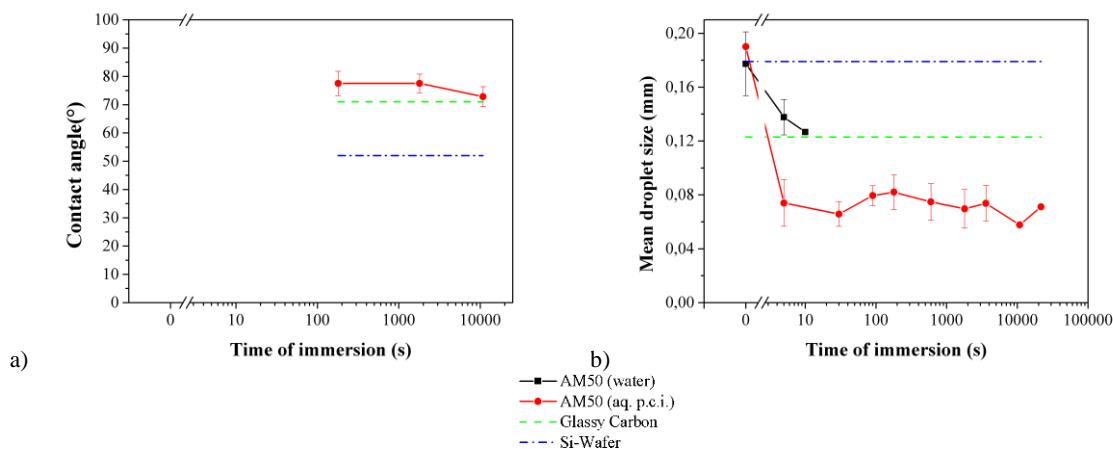 100
90
80
70
60
50
40
30
20
10
0
Contact angle(°)
0 10 100 1000 10000
Time of immersion (s)
a)
0,20
0,16
0,12
0,08
0,04
0,00
Mean droplet size (mm)
0 10 100 1000 10000 100000
Time of immersion (s)
b)
AM50 (water)
AM50 (aq. p.c.i.)
Glassy Carbon
Si-Wafer